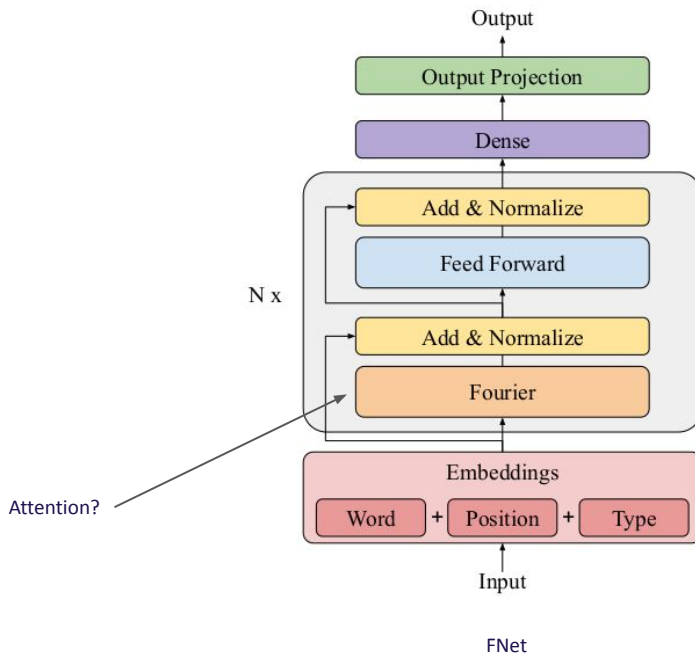 Output
Output Projection
Dense
Add & Normalize
Feed Forward
N x
Add & Normalize
Fourier
Embeddings
Attention?
Word + Position + Type
Input
FNet